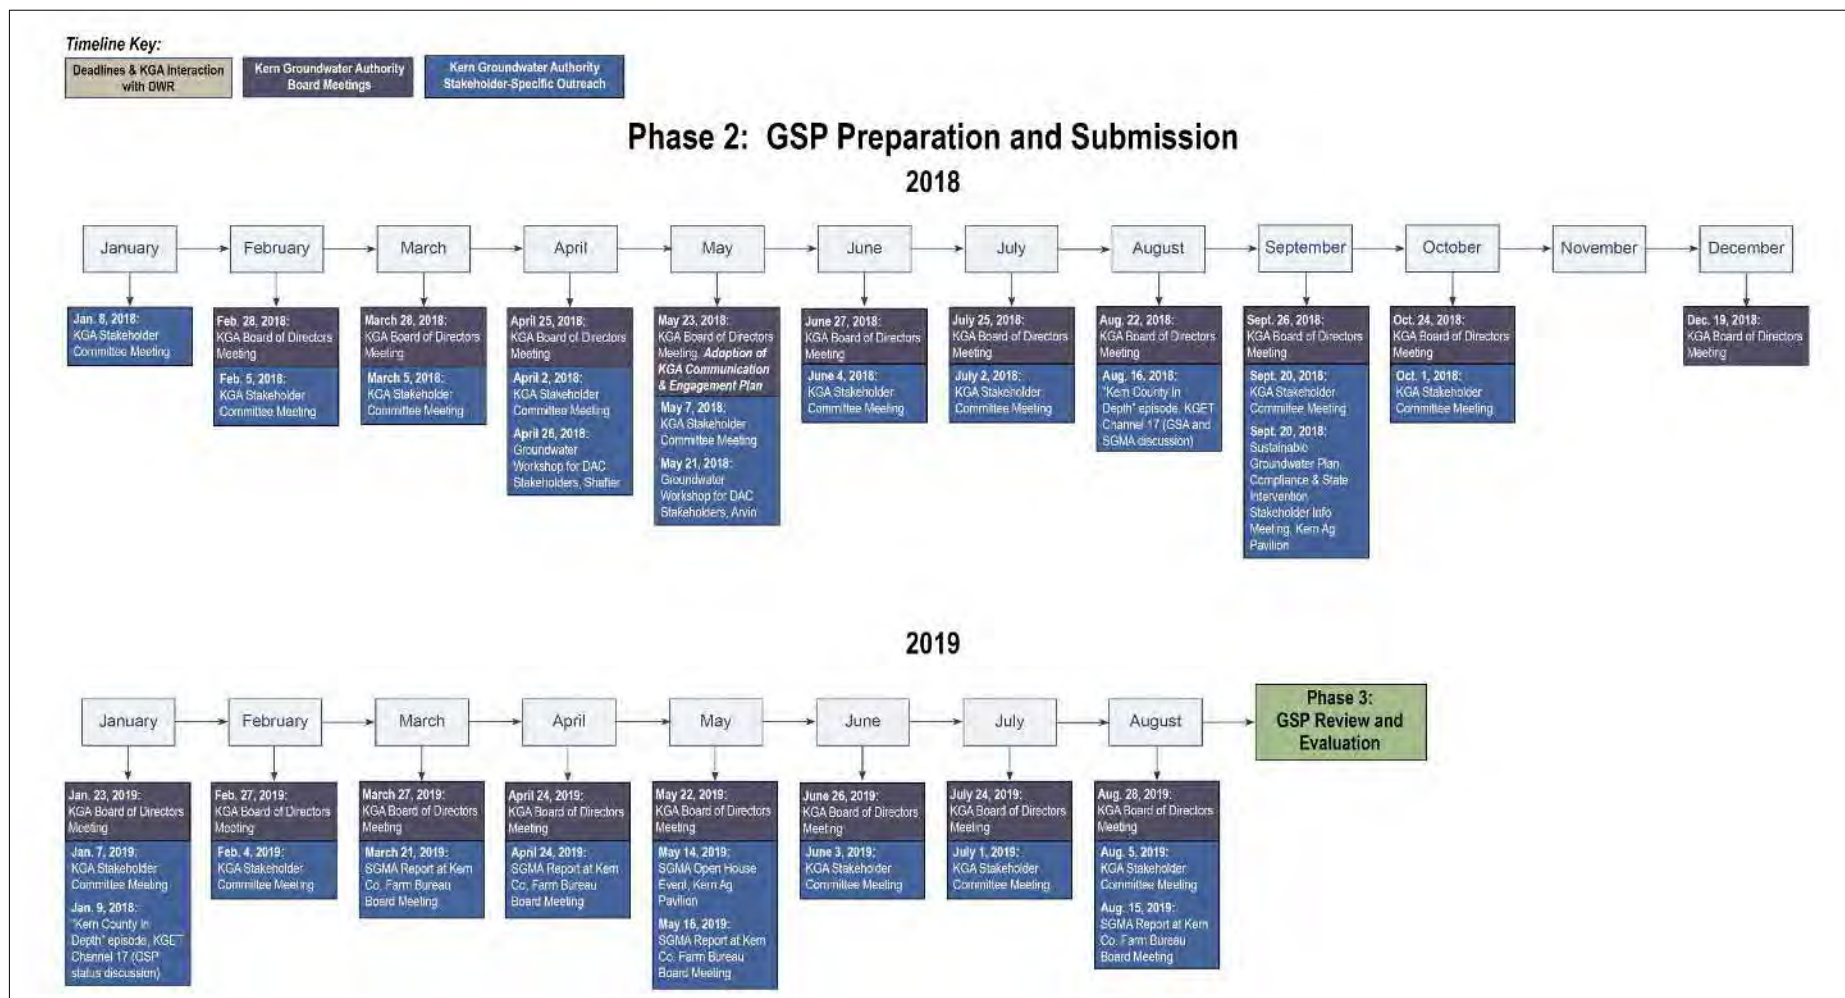 Timeline Key:
Deadlines & KGA Interaction
with DWR
Kern Groundwater Authority
Board Meetings
Kern Groundwater Authority
Stakeholder-Specific Outreach
Phase 2: GSP Preparation and Submission
2018
January
February
March
April
May
June
July
August
September
October
November
December
Jan. 8, 2018:
KGA Stakeholder
Committee Meeting
Feb. 28, 2018:
KGA Board of Directors
Meeting
Feb. 5, 2018:
KGA Stakeholder
Committee Meeting
March 28, 2018:
KGA Board of Directors
Meeting
March 5, 2018:
KGA Stakeholder
Committee Meeting
April 25, 2018:
KGA Board of Directors
Meeting
April 2, 2018:
KGA Stakeholder
Committee Meeting
April 26, 2018:
Groundwater
Workshop for DAC
Stakeholders, Shafter
May 23, 2018:
KGA Board of Directors
Meeting. Adoption of
KGA Communication
& Engagement Plan
May 7, 2018:
KGA Stakeholder
Committee Meeting
May 21, 2018:
Groundwater
Workshop for DAC
Stakeholders, Arvin
June 27, 2018:
KGA Board of Directors
Meeting
June 4, 2018:
KGA Stakeholder
Committee Meeting
July 25, 2018:
KGA Board of Directors
Meeting
July 2, 2018:
KGA Stakeholder
Committee Meeting
Aug. 22, 2018:
KGA Board of Directors
Meeting
Aug. 16, 2018:
"Kern County In
Depth" episode, KGET
Channel 17 (GSA and
SGMA discussion)
Sept. 26, 2018:
KGA Board of Directors
Meeting
Sept. 20, 2018:
KGA Stakeholder
Committee Meeting
Sept. 20, 2018:
Sustainable
Groundwater Plan
Compliance & State
Intervention
Stakeholder Info
Meeting, Kern Ag
Pavilion
Oct. 24, 2018:
KGA Board of Directors
Meeting
Oct. 1, 2018:
KGA Stakeholder
Committee Meeting
Dec. 19, 2018:
KGA Board of Directors
Meeting
2019
January
February
March
April
May
June
July
August
Phase 3:
GSP Review and
Evaluation
Jan. 23, 2019:
KGA Board of Directors
Meeting
Jan. 7, 2019:
KGA Stakeholder
Committee Meeting
Jan. 9, 2018:
"Kern County In
Depth" episode, KGET
Channel 17 (GSP
status discussion)
Feb. 27, 2019:
KGA Board of Directors
Meeting
Feb. 4, 2019:
KGA Stakeholder
Committee Meeting
March 27, 2019:
KGA Board of Directors
Meeting
March 21, 2019:
SGMA Report at Kern
Co. Farm Bureau
Board Meeting
April 24, 2019:
KGA Board of Directors
Meeting
April 24, 2019:
SGMA Report at Kern
Co. Farm Bureau
Board Meeting
May 22, 2019:
KGA Board of Directors
Meeting
May 14, 2019:
SGMA Open House
Event, Kern Ag
Pavilion
May 16, 2019:
SGMA Report at Kern
Co. Farm Bureau
Board Meeting
June 26, 2019:
KGA Board of Directors
Meeting
June 3, 2019:
KGA Stakeholder
Committee Meeting
July 24, 2019:
KGA Board of Directors
Meeting
July 1, 2019:
KGA Stakeholder
Committee Meeting
Aug. 28, 2019:
KGA Board of Directors
Meeting
Aug. 5, 2019:
KGA Stakeholder
Committee Meeting
Aug. 15, 2019:
SGMA Report at Kern
Co. Farm Bureau
Board Meeting